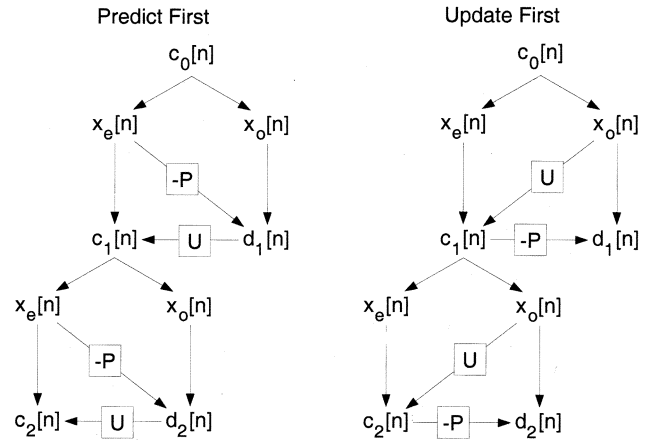 Predict First Update First
c0[n] c0[n]
xe[n] xo[n] xe[n] xo[n]
-P U
c1[n] U d1[n] c1[n] -P d1[n]
xe[n] xo[n] xe[n] xo[n]
-P U
c2[n] U d2[n] c2[n] -P d2[n]